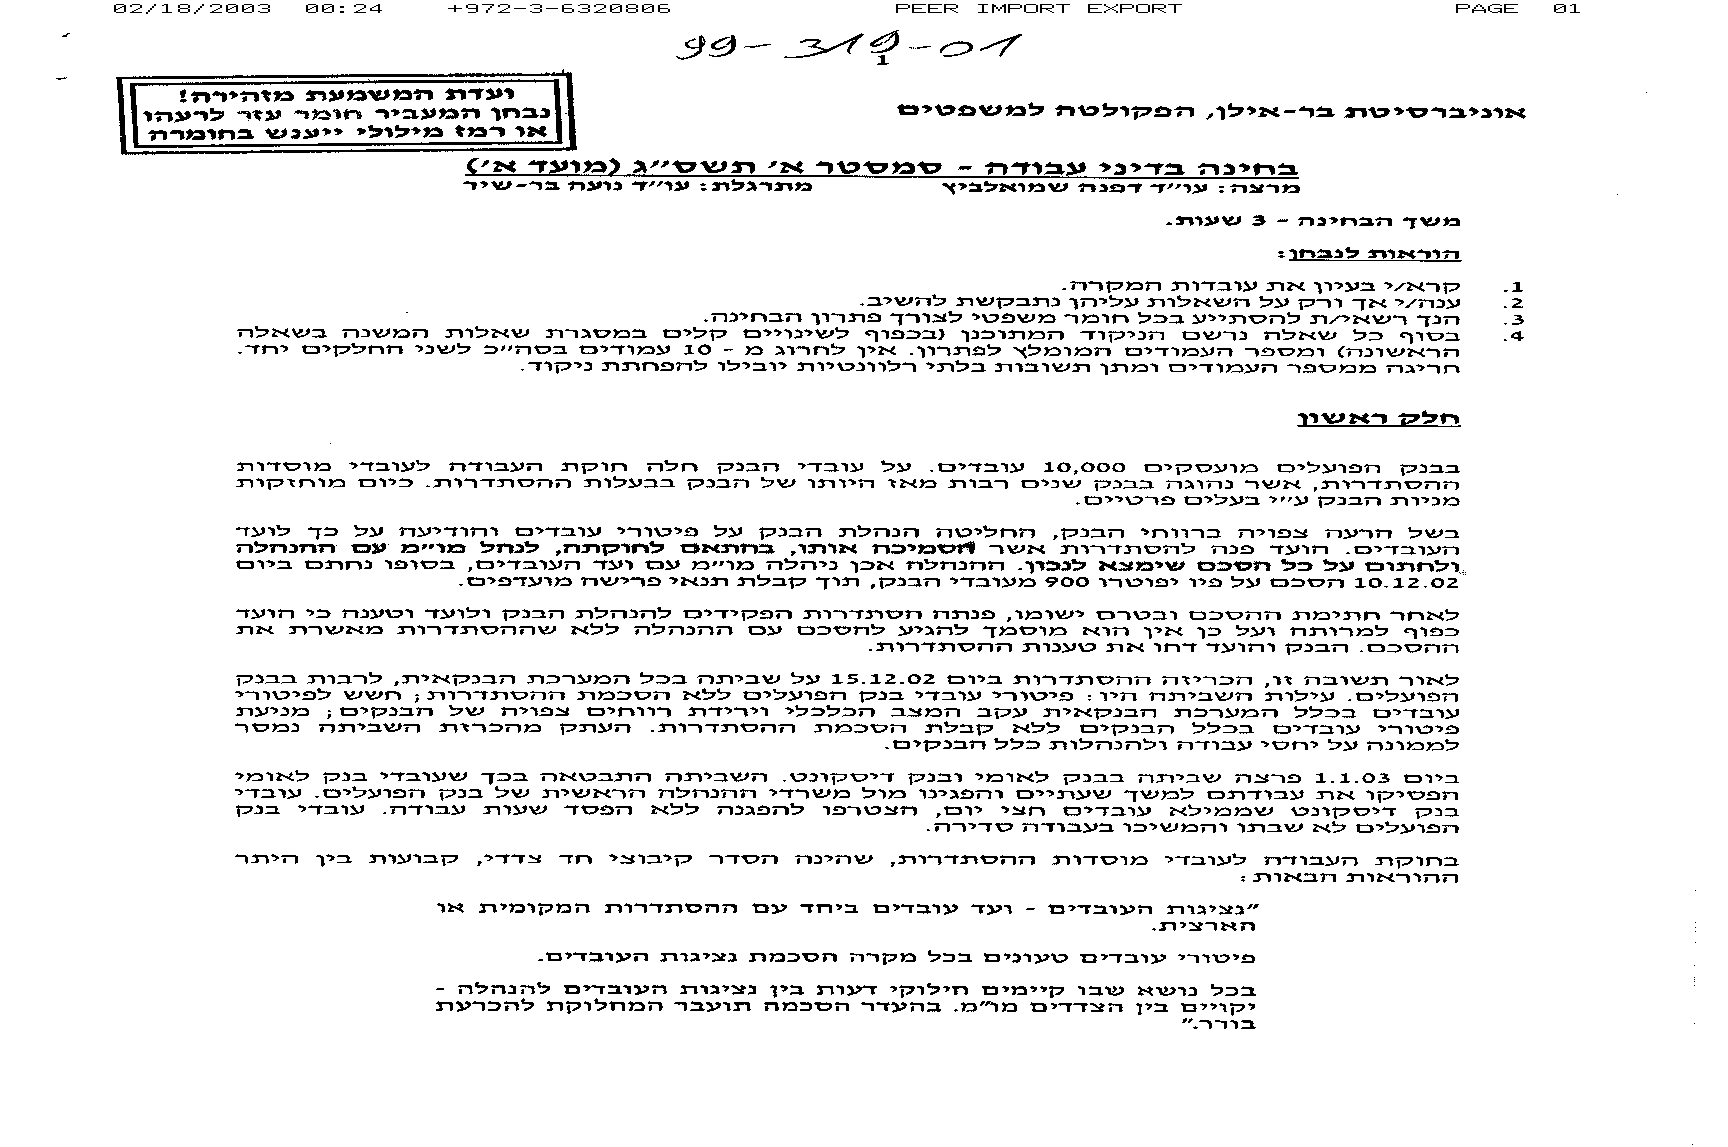 02/18/2003 00:24 +972-3-6320806 PEER IMPORT EXPORT PAGE 01
99-319-01
1
ועדת המשמעת מזהירה!
נבחן המעביר חומר עזר לרעהו
או רמז מילולי ייענש בחומרה
אוניברסיטת בר-אילן, הפקולטה למשפטים
בחינה בדיני עבודה - סמסטר א' תשס"ג (מועד א')
מרצה: עו"ד דפנה שמואלביץ מתרגלת: עו"ד נועה בר-שיר
משך הבחינה - 3 שעות.
הוראות לנבחן:
1. קרא/י בעיון את עובדות המקרה.
2. ענה/י אך ורק על השאלות עליהן נתבקשת להשיב.
3. הנך רשאי/ת להסתייע בכל חומר משפטי לצורך פתרון הבחינה.
4. בסוף כל שאלה נרשם הניקוד המתוכנן (בכפוף לשינויים קלים במסגרת שאלות המשנה בשאלה
הראשונה) ומספר העמודים המומלץ לפתרון. אין לחרוג מ - 10 עמודים בסה"כ לשני החלקים יחד.
חריגה ממספר העמודים ומתן תשובות בלתי רלוונטיות יובילו להפחתת ניקוד.
חלק ראשון
בבנק הפועלים מועסקים 10,000 עובדים. על עובדי הבנק חלה חוקת העבודה לעובדי מוסדות
ההסתדרות, אשר נהוגה בבנק שנים רבות מאז היותו של הבנק בבעלות ההסתדרות. כיום מוחזקות
מניות הבנק ע"י בעלים פרטיים.
בשל הרעה צפויה ברווחי הבנק, החליטה הנהלת הבנק על פיטורי עובדים והודיעה על כך לועד
העובדים. הועד פנה להסתדרות אשר הסמיכה אותו, בהתאם לחוקתה, לנהל מו"מ עם ההנהלה
ולחתום על כל הסכם שימצא לנכון. ההנהלה אכן ניהלה מו"מ עם ועד העובדים, בסופו נחתם ביום
10.12.02 הסכם על פיו יפוטרו 900 מעובדי הבנק, תוך קבלת תנאי פרישה מועדפים.
לאחר חתימת ההסכם ובטרם ישומו, פנתה הסתדרות הפקידים להנהלת הבנק ולועד וטענה כי הועד
כפוף למרותה ועל כן אין הוא מוסמך להגיע להסכם עם ההנהלה ללא שההסתדרות מאשרת את
ההסכם. הבנק והועד דחו את טענות ההסתדרות.
לאור תשובה זו, הכריזה ההסתדרות ביום 15.12.02 על שביתה בכל המערכת הבנקאית, לרבות בבנק
הפועלים. עילות השביתה היו: פיטורי עובדי בנק הפועלים ללא הסכמת ההסתדרות; חשש לפיטורי
עובדים בכלל המערכת הבנקאית עקב המצב הכלכלי וירידת רווחים צפויה של הבנקים; מניעת
פיטורי עובדים בכלל הבנקים ללא קבלת הסכמת ההסתדרות. העתק מהכרזת השביתה נמסר
לממונה על יחסי עבודה ולהנהלות כלל הבנקים.
ביום 1.1.03 פרצה שביתה בבנק לאומי ובנק דיסקונט. השביתה התבטאה בכך שעובדי בנק לאומי
הפסיקו את עבודתם למשך שעתיים והפגינו מול משרדי ההנהלה הראשית של בנק הפועלים. עובדי
בנק דיסקונט שממילא עובדים חצי יום, הצטרפו להפגנה ללא הפסד שעות עבודה. עובדי בנק
הפועלים לא שבתו והמשיכו בעבודה סדירה.
בחוקת העבודה לעובדי מוסדות ההסתדרות, שהינה הסדר קיבוצי חד צדדי, קבועות בין היתר
ההוראות הבאות:
"נציגות העובדים - ועד עובדים ביחד עם ההסתדרות המקומית או
הארצית.
פיטורי עובדים טעונים בכל מקרה הסכמת נציגות העובדים.
בכל נושא שבו קיימים חילוקי דעות בין נציגות העובדים להנהלה -
יקויים בין הצדדים מו"מ. בהעדר הסכמה תועבר המחלוקת להכרעת
בורר."